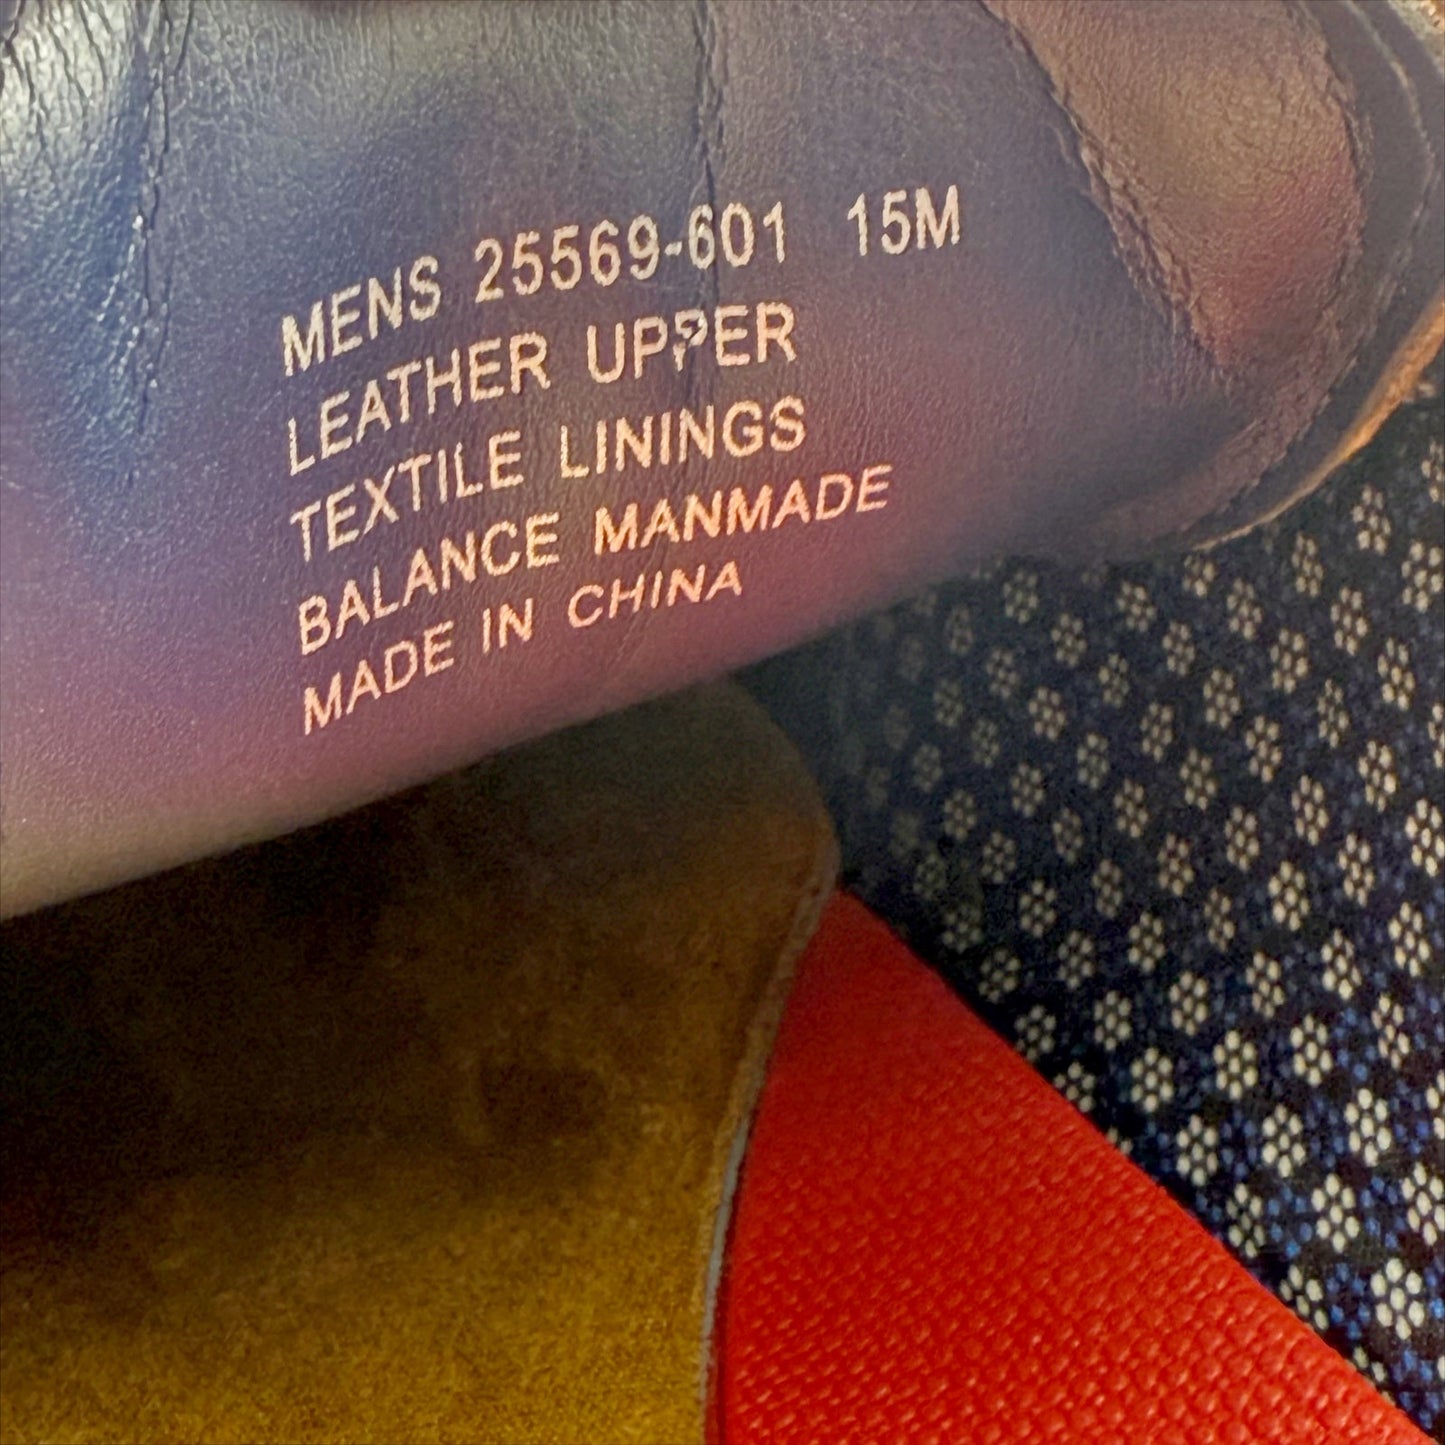 MENS 25569-601 15M
LEATHER UPPER
TEXTILE LININGS
BALANCE MANMADE
MADE IN CHINA